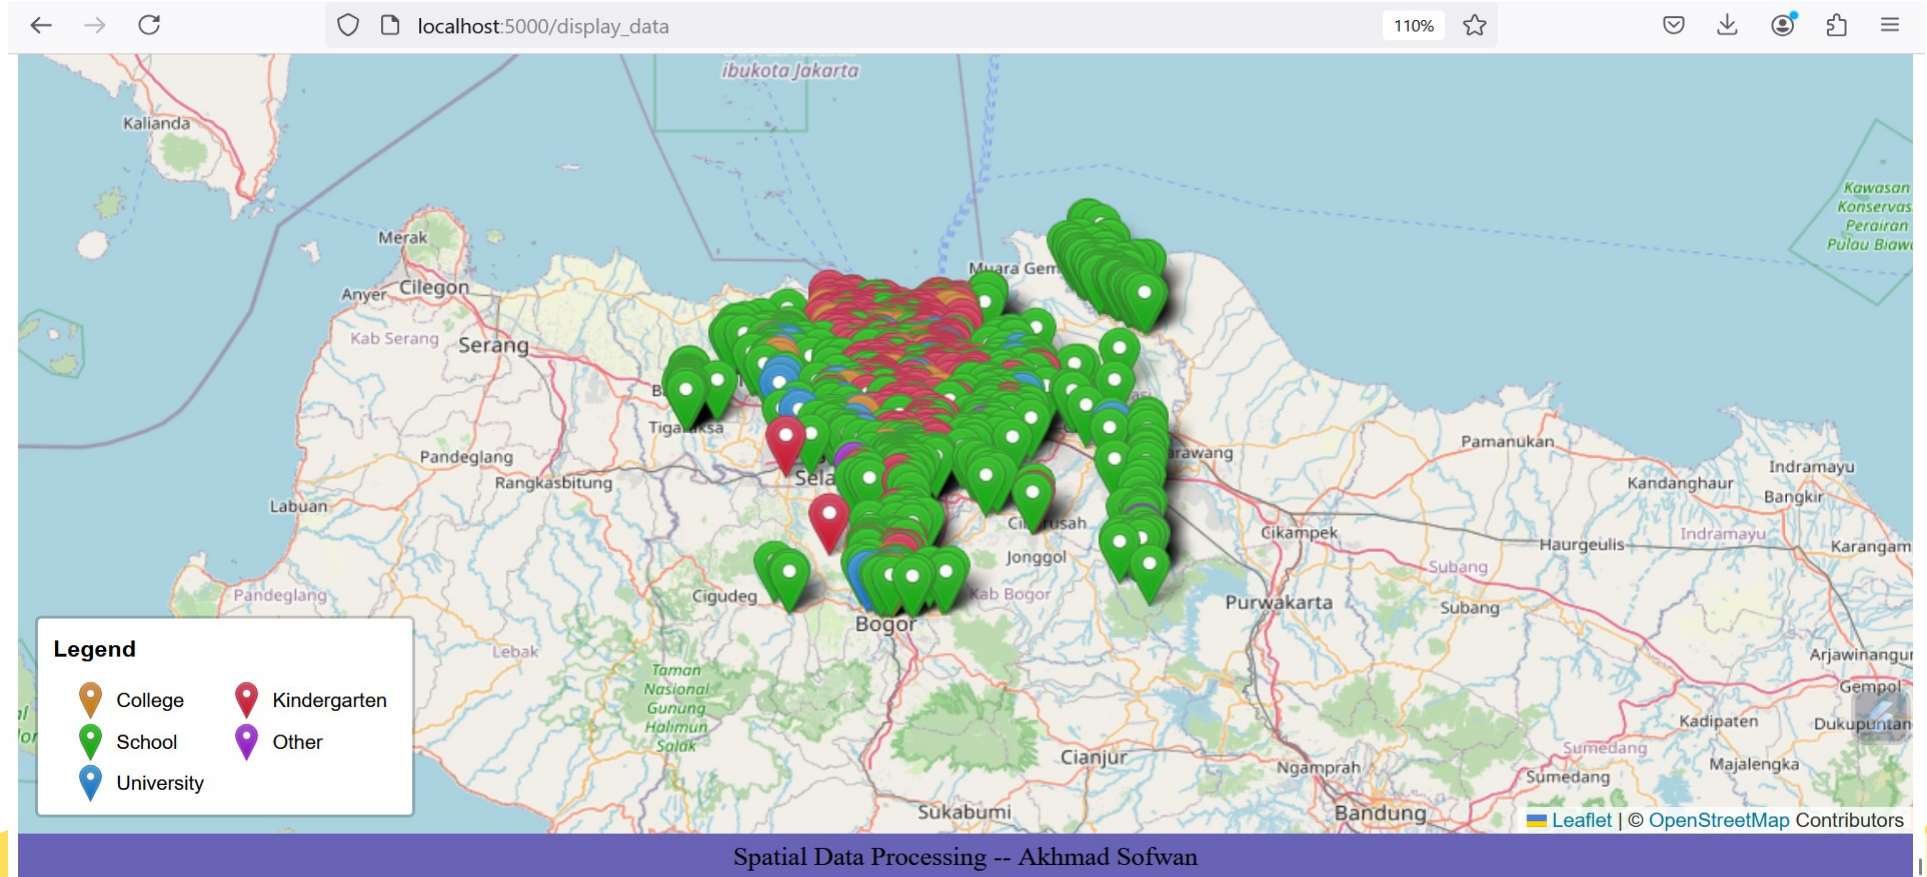 localhost:5000/display_data
110%
ibukota Jakarta
Kalianda
Kawasan
Konservas
Perairan
Pulau Biaw
Merak
Muara Gem
Anyer
Cilegon
Kab Serang
Serang
Tigaraksa
Pandeglang
Rangkasbitung
Sela
arawang
Pamanukan
Indramayu
Kandanghaur
Bangkir
Labuan
Jonggol
Cikampek
Haurgeulis
Indramayu
Karangam
Subang
Pandeglang
Cigudeg
Kab Bogor
Purwakarta
Subang
Bogor
Lebak
Arjawinangur
Taman
Nasional
Gunung
Halimun
Salak
Gempol
Kadipaten
Dukupuntan
Cianjur
Ngamprah
Sumedang
Sumedang
Majalengka
Sukabumi
Bandung
Legend
College
Kindergarten
School
Other
University
Leaflet | © OpenStreetMap Contributors
Spatial Data Processing -- Akhmad Sofwan